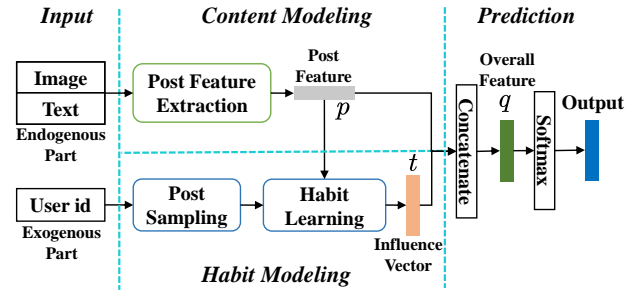 Input
Content Modeling
Prediction
Image
Text
Endogenous
Part
Post Feature
Extraction
Post
Feature
p
Concatenate
Overall
Feature
q
Softmax
Output
User id
Exogenous
Part
Post
Sampling
Habit
Learning
t
Influence
Vector
Habit Modeling